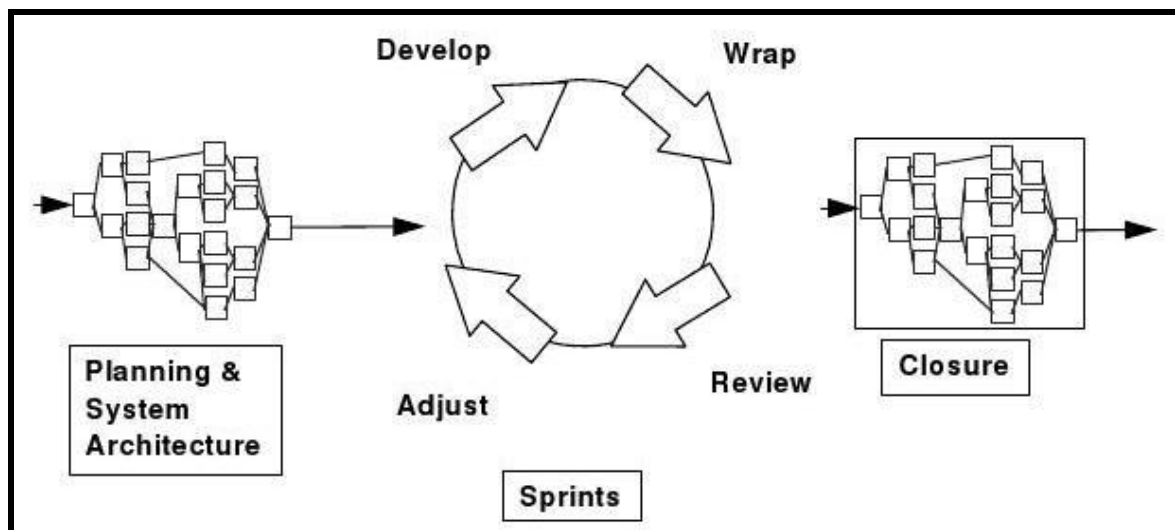 Develop
Wrap
Planning &
System
Architecture
Adjust
Review
Closure
Sprints